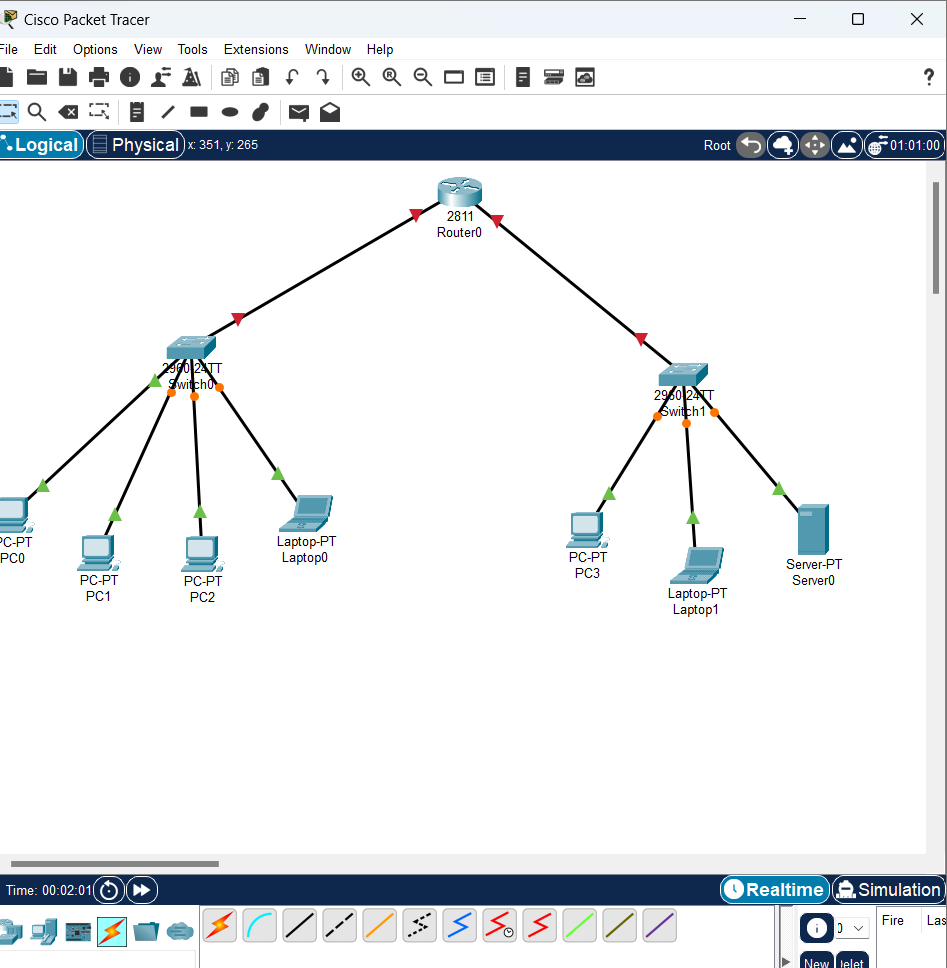 Cisco Packet Tracer
File Edit Options View Tools Extensions Window Help
Logical Physical x: 351, y: 265 Root 01:01:00
2811
Router0
2960-24TT
Switch0
2960-24TT
Switch1
PC-PT
PC0
PC-PT
PC1
PC-PT
PC2
Laptop-PT
Laptop0
PC-PT
PC3
Laptop-PT
Laptop1
Server-PT
Server0
Time: 00:02:01 Realtime Simulation
0 Fire Las
New Delet